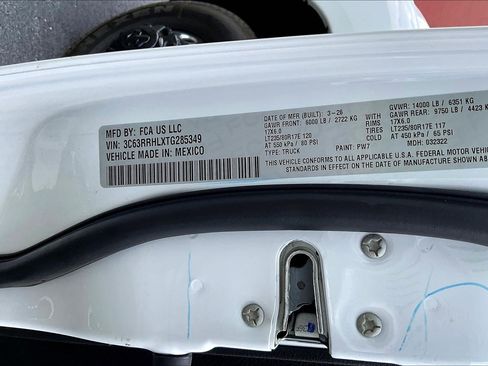 MFD BY: FCA US LLC
VIN: 3C63RRHLXTG285349
VEHICLE MADE IN: MEXICO
DATE OF MFR (BUILT): 3-26
GAWR FRONT: 6000 LB / 2722 KG
17X6.0
LT235/80R17E 120
AT 550 kPa / 80 PSI
TYPE: TRUCK
PAINT: PW7
GVWR: 14000 LB / 6351 KG
GAWR REAR: 9750 LB / 4423 KG
WITH TIRES
RIMS 17X6.0
LT235/80R17E 117
COLD AT 450 kPa / 65 PSI
MDH: 032322
THIS VEHICLE CONFORMS TO ALL APPLICABLE U.S.A. FEDERAL MOTOR VEHICLE
STANDARDS IN EFFECT ON THE DATE OF MANUFACTURE SHOWN ABOVE